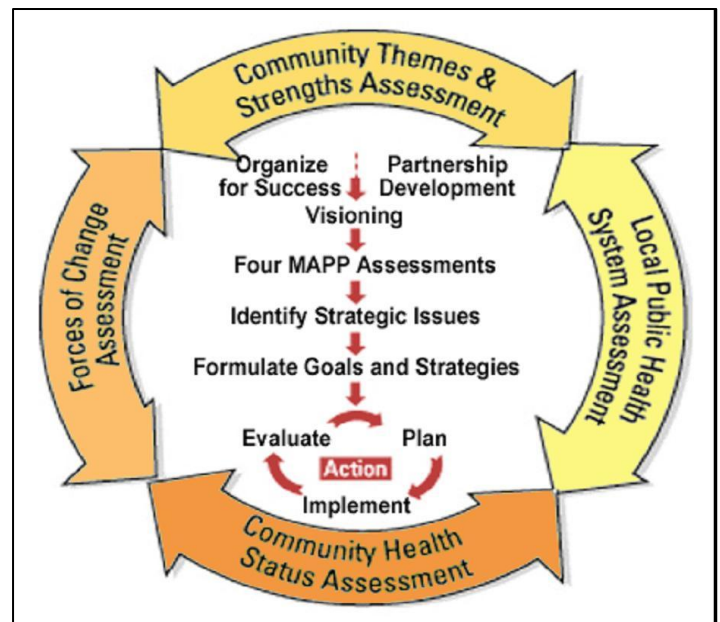 Community Themes &
Strengths Assessment
Organize
for Success
Partnership
Development
Visioning
Four MAPP Assessments
Identify Strategic Issues
Formulate Goals and Strategies
Evaluate
Plan
Action
Implement
Forces of Change
Assessment
Local Public Health
System Assessment
Community Health
Status Assessment